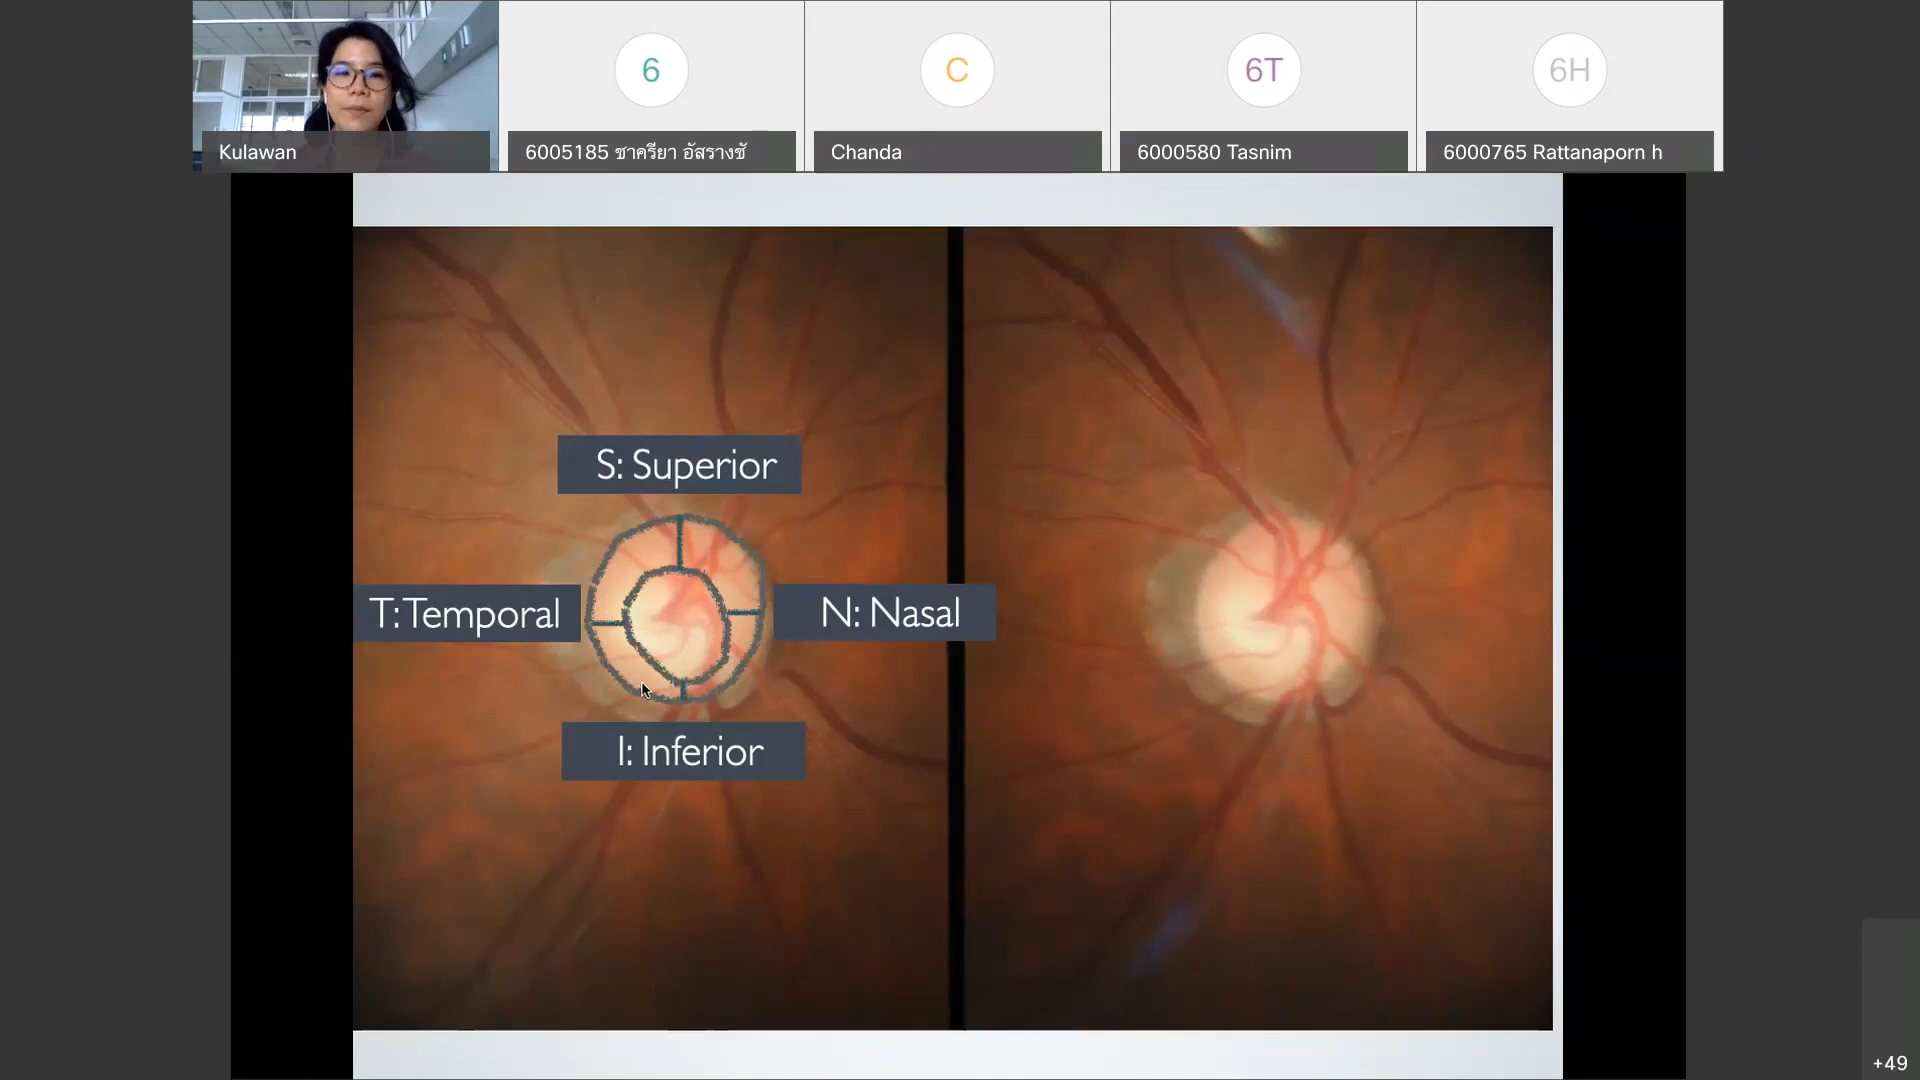 6
C
6T
6H
Kulawan
6005185 ชาครียา อัสรางชั
Chanda
6000580 Tasnim
6000765 Rattanaporn h
S: Superior
T: Temporal
N: Nasal
I: Inferior
+49